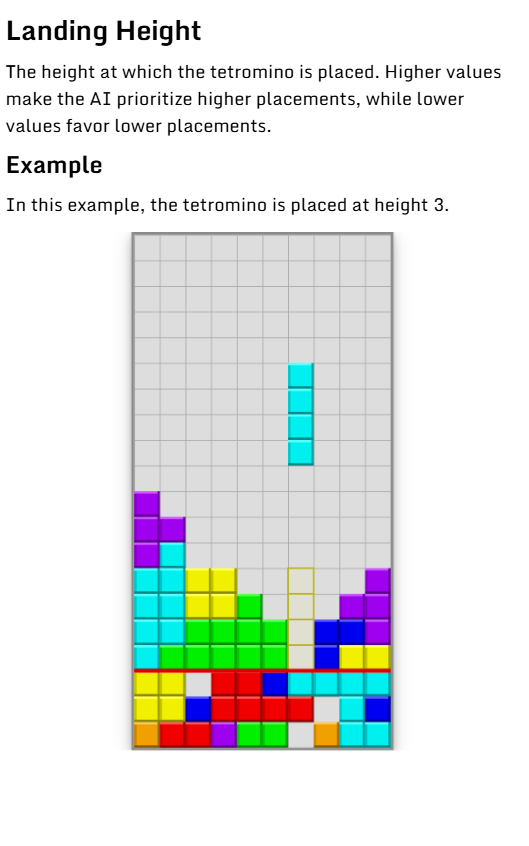 Landing Height
The height at which the tetromino is placed. Higher values
make the AI prioritize higher placements, while lower
values favor lower placements.
Example
In this example, the tetromino is placed at height 3.